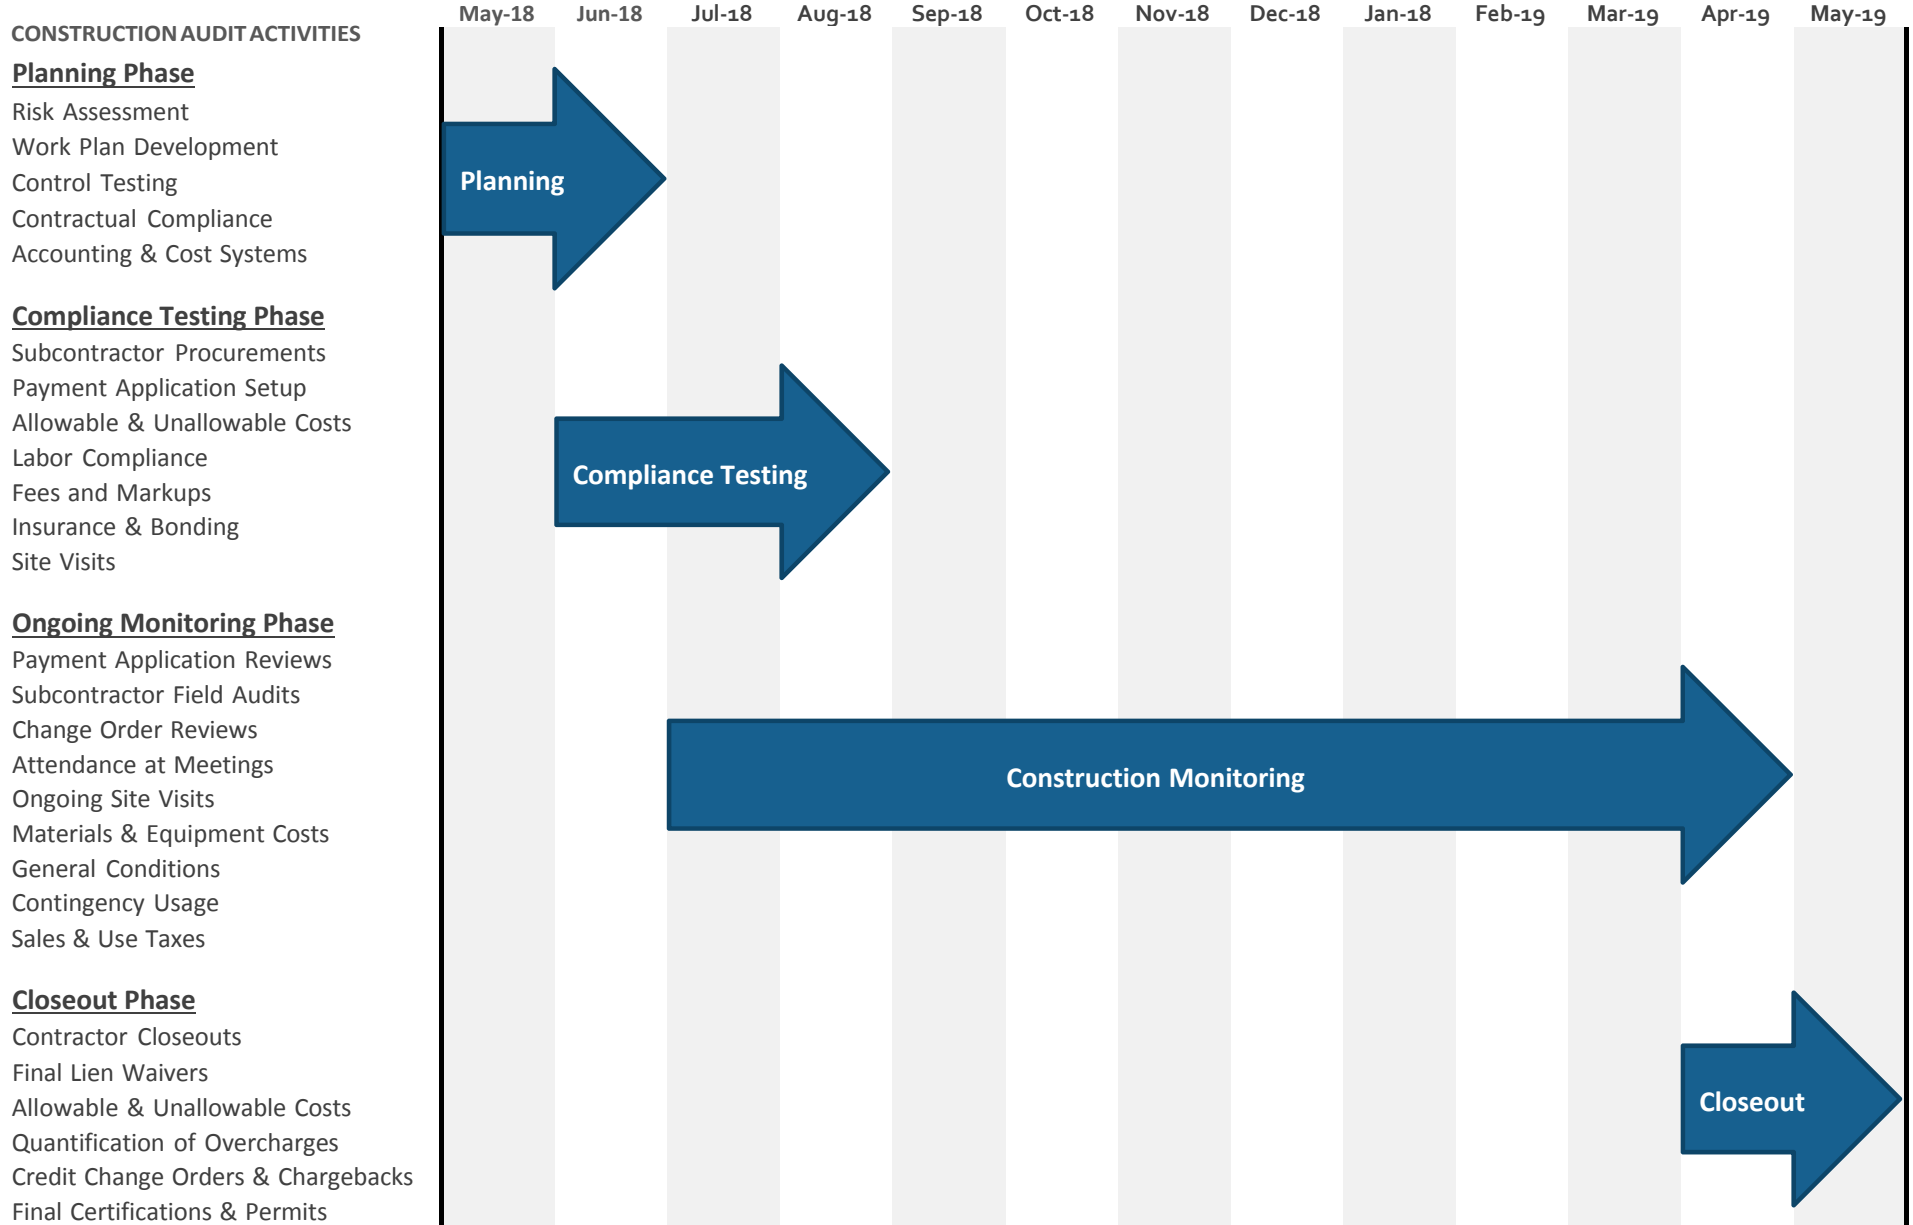 May-18 Jun-18 Jul-18 Aug-18 Sep-18 Oct-18 Nov-18 Dec-18 Jan-18 Feb-19 Mar-19 Apr-19 May-19
CONSTRUCTION AUDIT ACTIVITIES
Planning Phase
Risk Assessment
Work Plan Development
Control Testing
Contractual Compliance
Accounting & Cost Systems
Planning
Compliance Testing Phase
Subcontractor Procurements
Payment Application Setup
Allowable & Unallowable Costs
Labor Compliance
Fees and Markups
Insurance & Bonding
Site Visits
Compliance Testing
Ongoing Monitoring Phase
Payment Application Reviews
Subcontractor Field Audits
Change Order Reviews
Attendance at Meetings
Ongoing Site Visits
Materials & Equipment Costs
General Conditions
Contingency Usage
Sales & Use Taxes
Construction Monitoring
Closeout Phase
Contractor Closeouts
Final Lien Waivers
Allowable & Unallowable Costs
Quantification of Overcharges
Credit Change Orders & Chargebacks
Final Certifications & Permits
Closeout